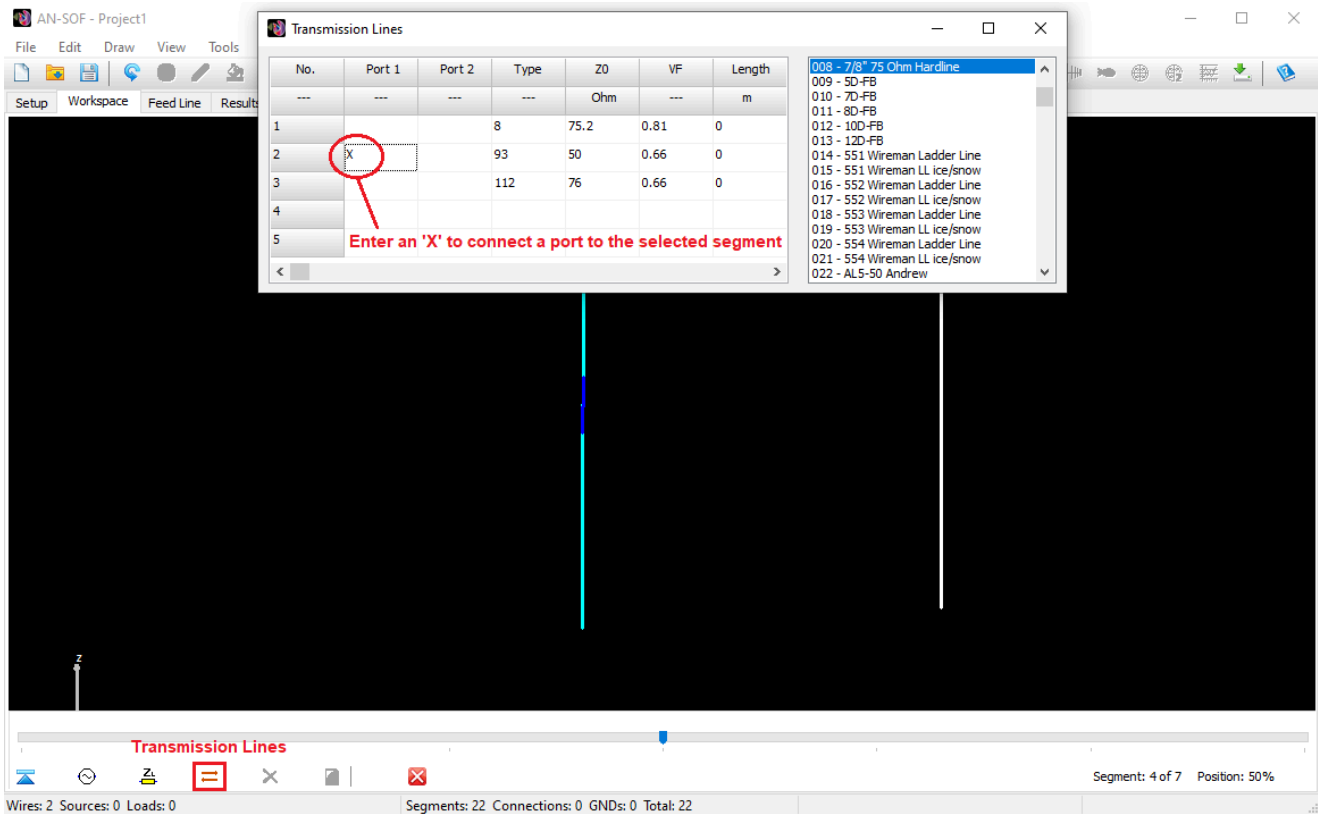 AN-SOF - Project1
File Edit Draw View Tools
Setup Workspace Feed Line Results
Transmission Lines
No. Port 1 Port 2 Type Z0 VF Length
--- --- --- --- Ohm --- m
1 8 75.2 0.81 0
2 X 93 50 0.66 0
3 112 76 0.66 0
4
5
Enter an 'X' to connect a port to the selected segment
008 - 7/8" 75 Ohm Hardline
009 - 5D-FB
010 - 7D-FB
011 - 8D-FB
012 - 10D-FB
013 - 12D-FB
014 - 551 Wireman Ladder Line
015 - 551 Wireman LL ice/snow
016 - 552 Wireman Ladder Line
017 - 552 Wireman LL ice/snow
018 - 553 Wireman Ladder Line
019 - 553 Wireman LL ice/snow
020 - 554 Wireman Ladder Line
021 - 554 Wireman LL ice/snow
022 - AL5-50 Andrew
z
Transmission Lines
Segment: 4 of 7 Position: 50%
Wires: 2 Sources: 0 Loads: 0 Segments: 22 Connections: 0 GNDs: 0 Total: 22